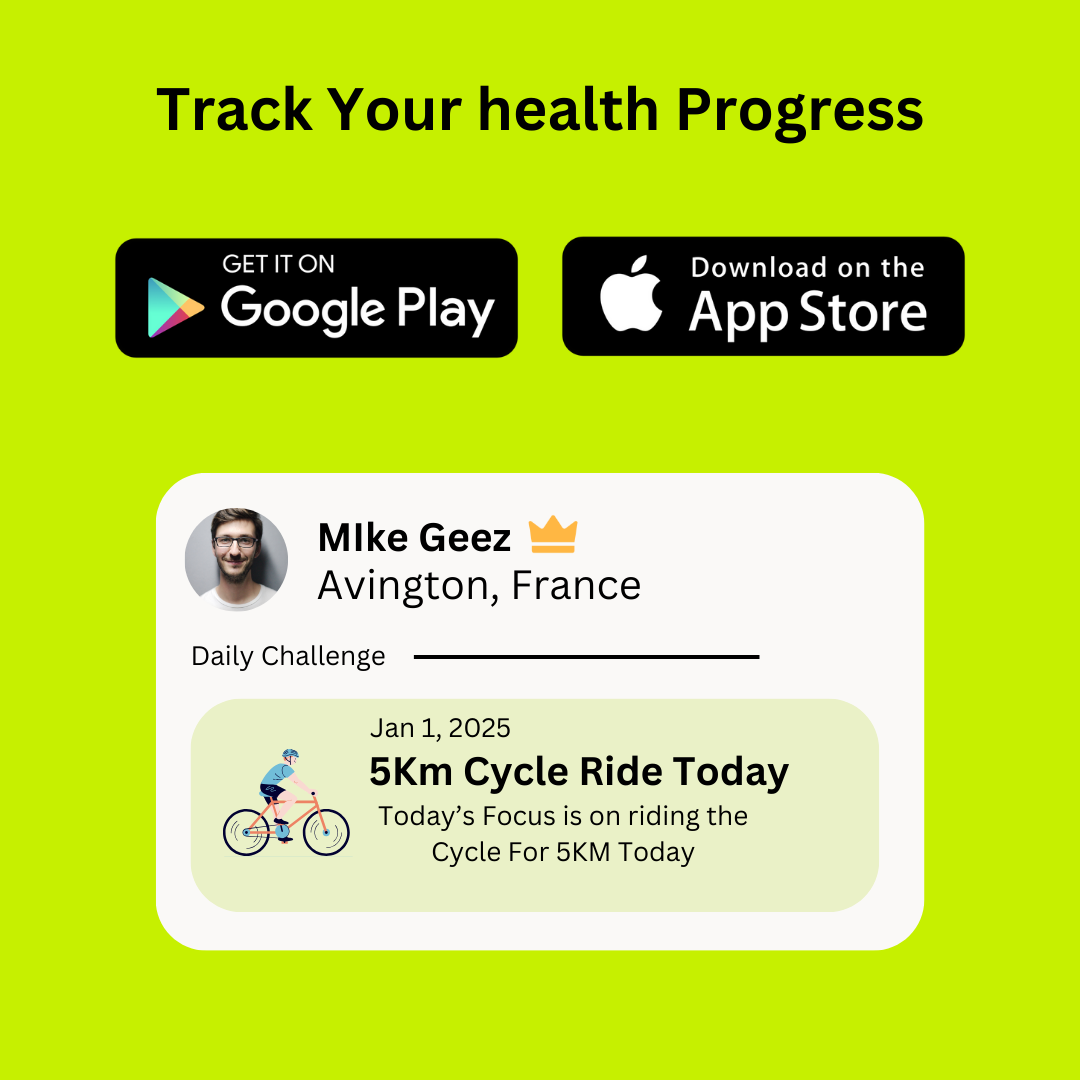 Track Your health Progress
GET IT ON
Google Play
Download on the
App Store
MIke Geez
Avington, France
Daily Challenge
Jan 1, 2025
5Km Cycle Ride Today
Today’s Focus is on riding the
Cycle For 5KM Today